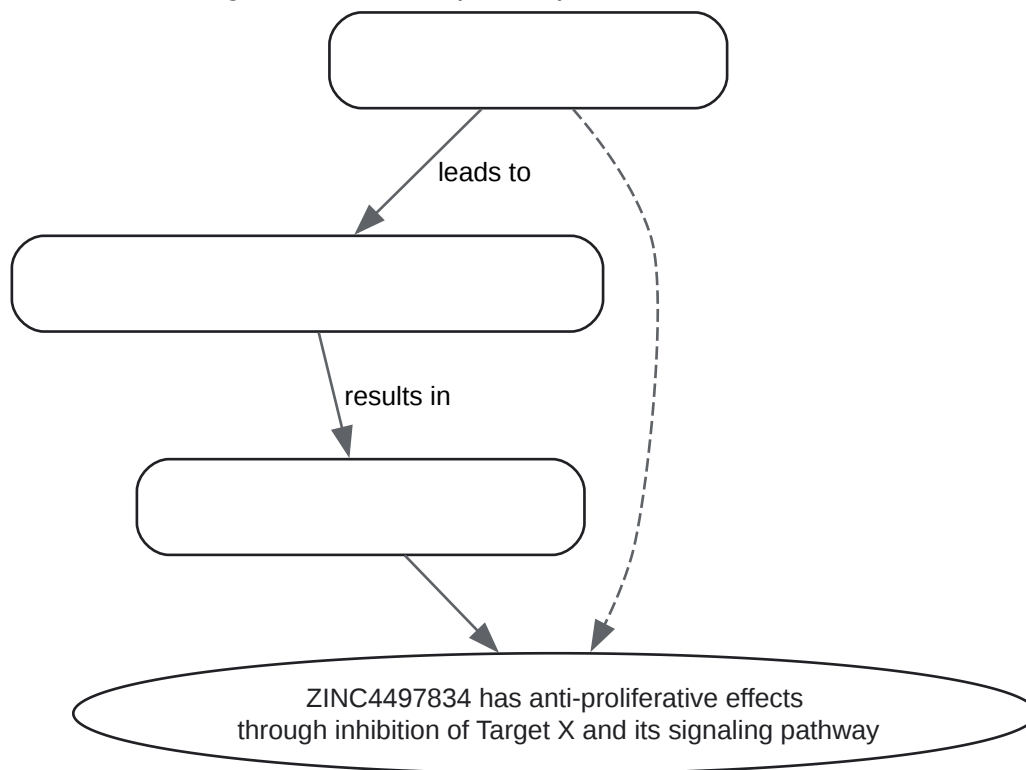 leads to
results in
ZINC4497834 has anti-proliferative effects
through inhibition of Target X and its signaling pathway